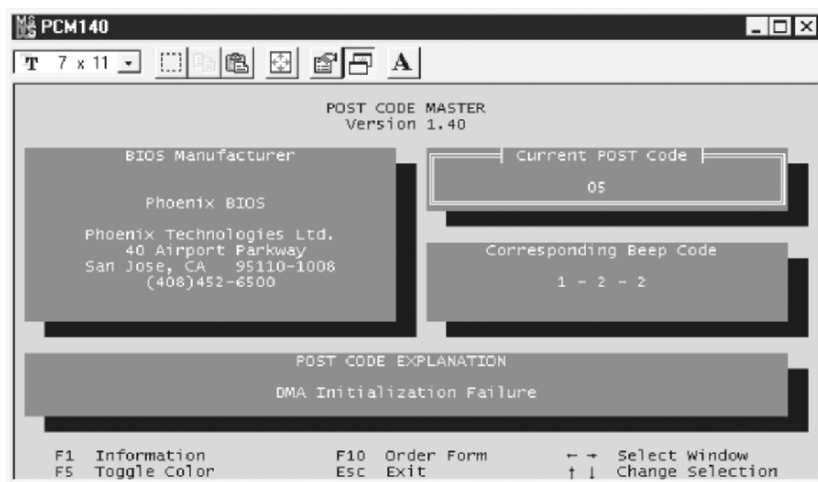 PCM140
7 x 11
A
POST CODE MASTER
Version 1.40
BIOS Manufacturer
Phoenix BIOS
Phoenix Technologies Ltd.
40 Airport Parkway
San Jose, CA 95110-1008
(408)452-6500
Current POST Code
05
Corresponding Beep Code
1 - 2 - 2
POST CODE EXPLANATION
DMA Initialization Failure
F1 Information F10 Order Form ← → Select Window
F5 Toggle Color Esc Exit ↑ ↓ Change Selection